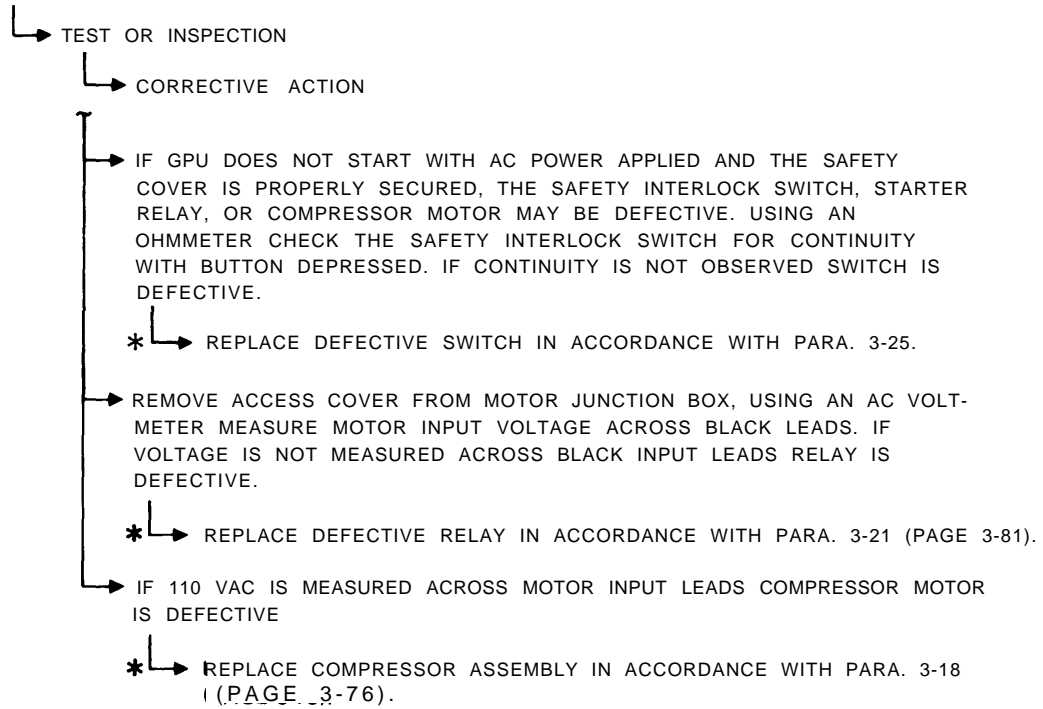 TEST OR INSPECTION
CORRECTIVE ACTION
IF GPU DOES NOT START WITH AC POWER APPLIED AND THE SAFETY
COVER IS PROPERLY SECURED, THE SAFETY INTERLOCK SWITCH, STARTER
RELAY, OR COMPRESSOR MOTOR MAY BE DEFECTIVE. USING AN
OHMMETER CHECK THE SAFETY INTERLOCK SWITCH FOR CONTINUITY
WITH BUTTON DEPRESSED. IF CONTINUITY IS NOT OBSERVED SWITCH IS
DEFECTIVE.
* REPLACE DEFECTIVE SWITCH IN ACCORDANCE WITH PARA. 3-25.
REMOVE ACCESS COVER FROM MOTOR JUNCTION BOX, USING AN AC VOLT-
METER MEASURE MOTOR INPUT VOLTAGE ACROSS BLACK LEADS. IF
VOLTAGE IS NOT MEASURED ACROSS BLACK INPUT LEADS RELAY IS
DEFECTIVE.
* REPLACE DEFECTIVE RELAY IN ACCORDANCE WITH PARA. 3-21 (PAGE 3-81).
IF 110 VAC IS MEASURED ACROSS MOTOR INPUT LEADS COMPRESSOR MOTOR
IS DEFECTIVE
* REPLACE COMPRESSOR ASSEMBLY IN ACCORDANCE WITH PARA. 3-18
(PAGE 3-76).